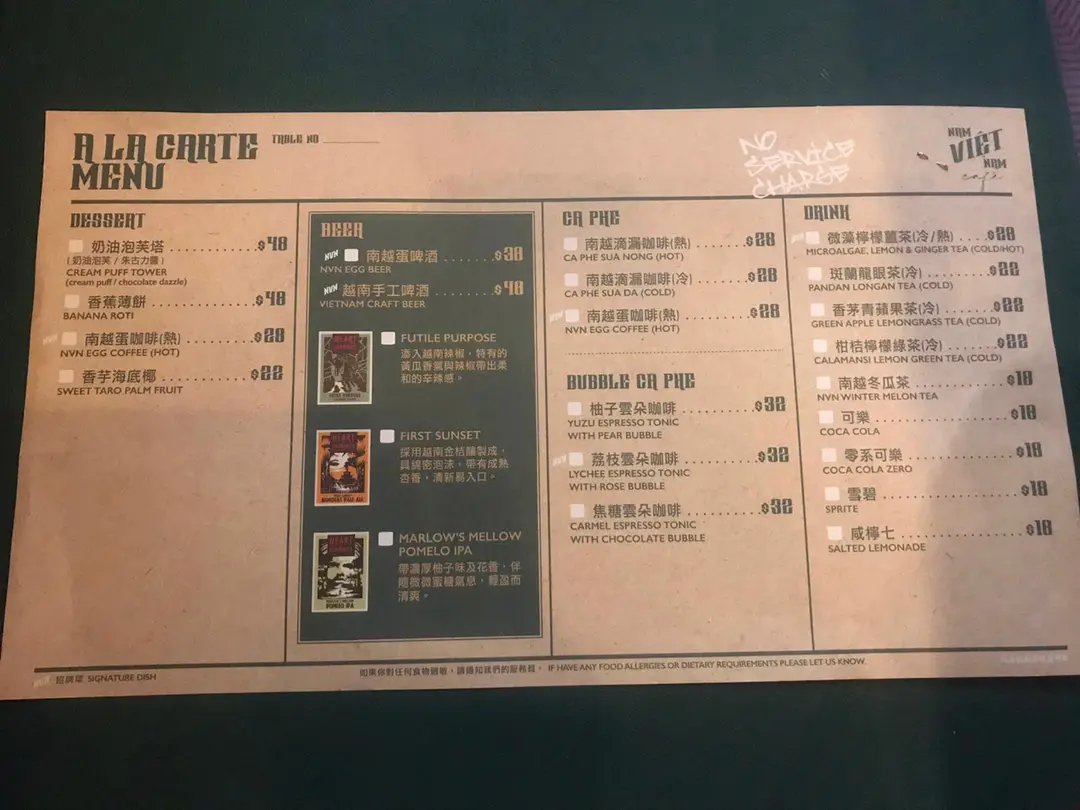 A LA CARTE
MENU
TABLE NO
NO
SERVICE
CHARGE
NAM
VIỆT
NAM
café
DESSERT
奶油泡芙塔 $48
(奶油泡芙 / 朱古力醬)
CREAM PUFF TOWER
(cream puff / chocolate dazzle)
香蕉薄餅 $48
BANANA ROTI
NVN 南越蛋咖啡(熱) $28
NVN EGG COFFEE (HOT)
香芋海底椰 $22
SWEET TARO PALM FRUIT
BEER
NVN 南越蛋啤酒 $38
NVN EGG BEER
NVN 越南手工啤酒 $48
VIETNAM CRAFT BEER
FUTILE PURPOSE
添入越南辣椒，特有的
黃瓜香氣與辣椒帶出柔
和的辛辣感。
FIRST SUNSET
採用越南金桔釀製成，
具綿密泡沫，帶有成熟
杏香，清新易入口。
MARLOW'S MELLOW
POMELO IPA
帶濃厚柚子味及花香，伴
隨微微蜜糖氣息，輕盈而
清爽。
CA PHE
南越滴漏咖啡(熱) $28
CA PHE SUA NONG (HOT)
南越滴漏咖啡(冷) $28
CA PHE SUA DA (COLD)
NVN 南越蛋咖啡(熱) $28
NVN EGG COFFEE (HOT)
BUBBLE CA PHE
柚子雲朵咖啡 $32
YUZU ESPRESSO TONIC
WITH PEAR BUBBLE
NVN 荔枝雲朵咖啡 $32
LYCHEE ESPRESSO TONIC
WITH ROSE BUBBLE
焦糖雲朵咖啡 $32
CARMEL ESPRESSO TONIC
WITH CHOCOLATE BUBBLE
DRINK
NVN 微藻檸檬薑茶(冷/熱) $28
MICROALGAE, LEMON & GINGER TEA (COLD/HOT)
斑蘭龍眼茶(冷) $22
PANDAN LONGAN TEA (COLD)
香茅青蘋果茶(冷) $22
GREEN APPLE LEMONGRASS TEA (COLD)
柑桔檸檬綠茶(冷) $22
CALAMANSI LEMON GREEN TEA (COLD)
南越冬瓜茶 $18
NVN WINTER MELON TEA
可樂 $18
COCA COLA
零系可樂 $18
COCA COLA ZERO
雪碧 $18
SPRITE
咸檸七 $18
SALTED LEMONADE
NVN 招牌菜 SIGNATURE DISH
如果你對任何食物過敏，請通知我們的服務員。 IF HAVE ANY FOOD ALLERGIES OR DIETARY REQUIREMENTS PLEASE LET US KNOW.